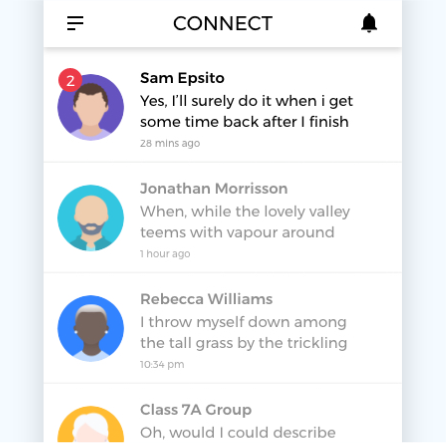 CONNECT
2
Sam Epsito
Yes, I'll surely do it when i get
some time back after I finish
28 mins ago
Jonathan Morrisson
When, while the lovely valley
teems with vapour around
1 hour ago
Rebecca Williams
I throw myself down among
the tall grass by the trickling
10:34 pm
Class 7A Group
Oh, would I could describe